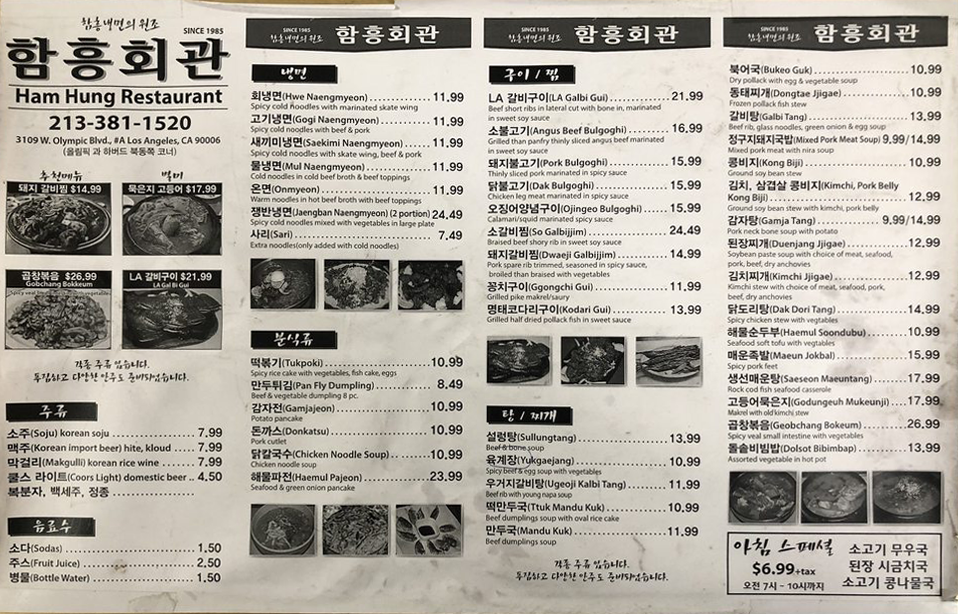 함흥냉면의 원조
SINCE 1985
함흥회관
Ham Hung Restaurant
213-381-1520
3109 W. Olympic Blvd., #A Los Angeles, CA 90006
(올림픽 과 하버드 북동쪽 코너)
추천메뉴
별미
돼지 갈비찜 $14,99
묵은지 고등어 $17.99
곱창볶음 $26,99
Gobchang Bokkeum
Spicy veal small intestine with vegetables
LA 갈비구이 $21,99
LA Gal Bi Gui
각종 주류 있습니다.
특집하고 다양한 안주도 준비되었습니다.
주류
소주(Soju) korean soju 7.99
맥주(Korean import beer) hite, kloud 7.99
막걸리(Makgulli) korean rice wine 7.99
쿨스 라이트(Coors Light) domestic beer 4.50
복분자, 백세주, 정종
음료수
소다(Sodas) 1.50
주스(Fruit Juice) 2.50
병물(Bottle Water) 1.50
SINCE 1985
함흥냉면의 원조
함흥회관
냉면
회냉면(Hwe Naengmyeon) 11.99
Spicy cold noodles with marinated skate wing
고기냉면(Gogi Naengmyeon) 11.99
Spicy cold noodles with beef & pork
새끼미냉면(Saekimi Naengmyeon) 11.99
Spicy cold noodles with skate wing, beef & pork
물냉면(Mul Naengmyeon) 11.99
Cold noodles in cold beef broth & beef toppings
온면(Onmyeon) 11.99
Warm noodles in hot beef broth with beef toppings
쟁반냉면(Jaengban Naengmyeon) (2 portion) 24,49
Spicy cold noodles mixed with vegetables in large plate
사리(Sari) 7.49
Extra noodles(only added with cold noodles)
분식류
떡볶기(Tukpoki) 10,99
Spicy rice cake with vegetables, fish cake, eggs
만두튀김(Pan Fly Dumpling) 8.49
Beef & vegetable dumpling 8 pc.
감자전(Gamjajeon) 10.99
Potato pancake
돈까스(Donkatsu) 10.99
Pork cutlet
닭칼국수(Chicken Noodle Soup) 10.99
Chicken noodle soup
해물파전(Haemul Pajeon) 23.99
Seafood & green onion pancake
SINCE 1985
함흥냉면의 원조
함흥회관
구이 / 찜
LA 갈비구이(LA Galbi Gui) 21,99
Beef short ribs in lateral cut with bone in, marinated
in sweet soy sauce
소불고기(Angus Beef Bulgoghi) 16.99
Grilled than panfry thinly sliced angus beef marinated
in sweet soy sauce
돼지불고기(Pork Bulgoghi) 15.99
Thinly sliced pork marinated in spicy sauce
닭불고기(Dak Bulgoghi) 15.99
Chicken leg meat marinated in spicy sauce
오징어양념구이(Ojingeo Bulgoghi) 15.99
Calamari/squid marinated spicy sauce
소갈비찜(So Galbijjim) 24,49
Braised beef shory rib in sweet soy sauce
돼지갈비찜(Dwaeji Galbijjim) 14.99
Pork spare rib trimmed, seasoned in spicy sauce,
broiled than braised with vegetables
꽁치구이(Ggongchi Gui) 11.99
Grilled pike makrel/saury
명태코다리구이(Kodari Gui) 13.99
Grilled half dried pollack fish in sweet sauce
탕 / 찌개
설렁탕(Sullungtang) 13.99
Beef & bone soup
육계장(Yukgaejang) 10.99
Spicy beef & egg soup with vegetables
우거지갈비탕(Ugeoji Kalbi Tang) 11.99
Beef rib with young napa soup
떡만두국(Ttuk Mandu Kuk) 10.99
Beef dumplings soup with oval rice cake
만두국(Mandu Kuk) 11.99
Beef dumplings soup
각종 주류 있습니다.
특집하고 다양한 안주도 준비되었습니다.
SINCE 1985
함흥냉면의 원조
함흥회관
북어국(Bukeo Guk) 10.99
Dry pollack with egg & vegetable soup
동태찌개(Dongtae Jjigae) 10.99
Frozen pollack fish stew
갈비탕(Galbi Tang) 13.99
Beef rib, glass noodles, green onion & egg soup
정구지돼지국밥(Mixed Pork Meat Soup) 9.99/14.99
Mixed pork meat with nira soup
콩비지(Kong Biji) 10.99
Ground soy bean stew
김치, 삼겹살 콩비지(Kimchi, Pork Belly
Kong Biji) 12.99
Ground soy bean stew with kimchi, pork belly
감자탕(Gamja Tang) 9.99/14.99
Pork neck bone soup with potato
된장찌개(Duenjang Jjigae) 12.99
Soybean paste soup with choice of meat, seafood,
pork, beef, dry anchovies
김치찌개(Kimchi Jjigae) 12.99
Kimchi stew with choice of meat, seafood, pork,
beef, dry anchovies
닭도리탕(Dak Dori Tang) 14.99
Spicy chicken stew with vegtables
해물순두부(Haemul Soondubu) 10.99
Seafood soft tofu with vegtables
매운족발(Maeun Jokbal) 15.99
Spicy pork feet
생선매운탕(Saeseon Maeuntang) 17.99
Rock cod fish seafood casserole
고등어묵은지(Godungeuh Mukeunji) 17.99
Makrel with old kimchi stew
곱창볶음(Geobchang Bokeum) 26.99
Spicy veal small intestine with vegetables
돌솥비빔밥(Dolsot Bibimbap) 13.99
Assorted vegetable in hot pot
아침 스페셜
$6.99+tax
오전 7시 - 10시까지
소고기 무우국
된장 시금치국
소고기 콩나물국